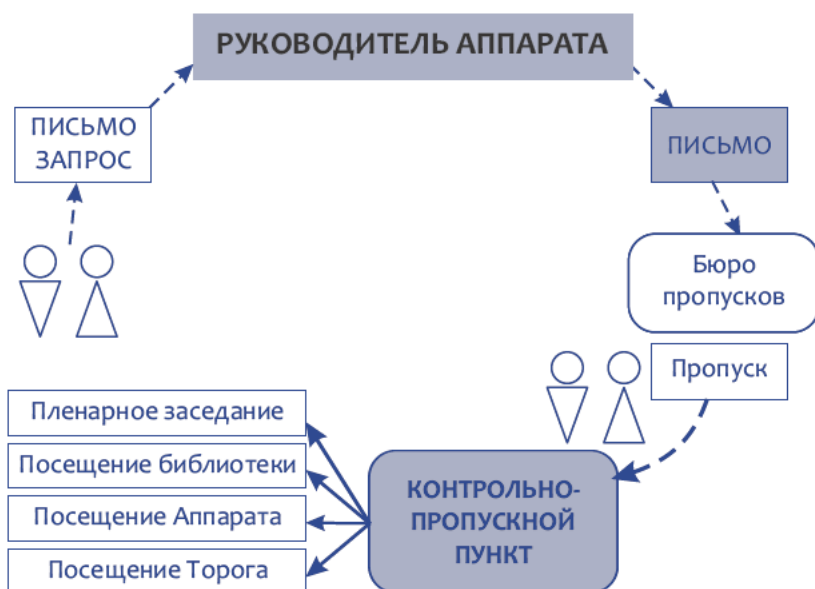 РУКОВОДИТЕЛЬ АППАРАТА
ПИСЬМО
ЗАПРОС
ПИСЬМО
Бюро
пропусков
Пропуск
КОНТРОЛЬНО-
ПРОПУСКНОЙ
ПУНКТ
Пленарное заседание
Посещение библиотеки
Посещение Аппарата
Посещение Торога